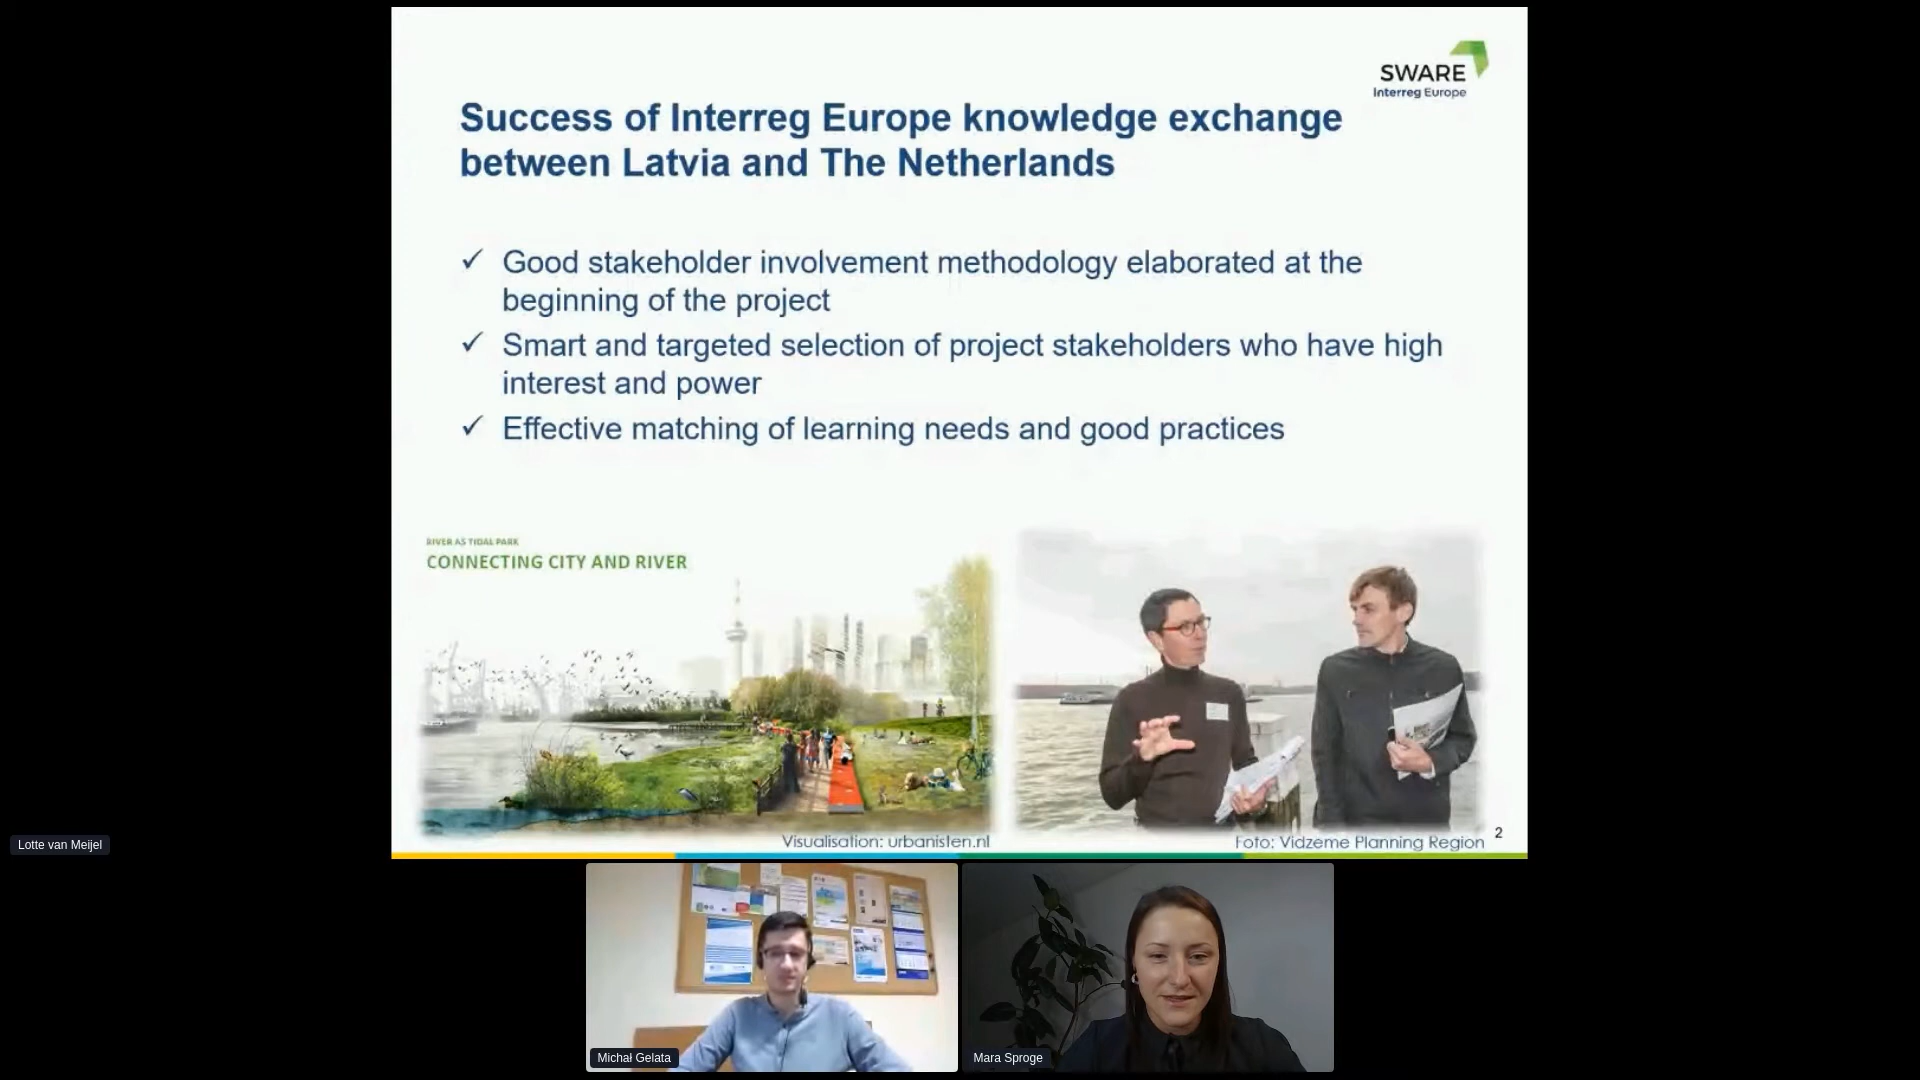 SWARE
Interreg Europe
Success of Interreg Europe knowledge exchange
between Latvia and The Netherlands
✓ Good stakeholder involvement methodology elaborated at the
beginning of the project
✓ Smart and targeted selection of project stakeholders who have high
interest and power
✓ Effective matching of learning needs and good practices
RIVER AS TIDAL PARK
CONNECTING CITY AND RIVER
Visualisation: urbanisten.nl
Foto: Vidzeme Planning Region
2
Lotte van Meijel
Michał Gelata
Mara Sproge